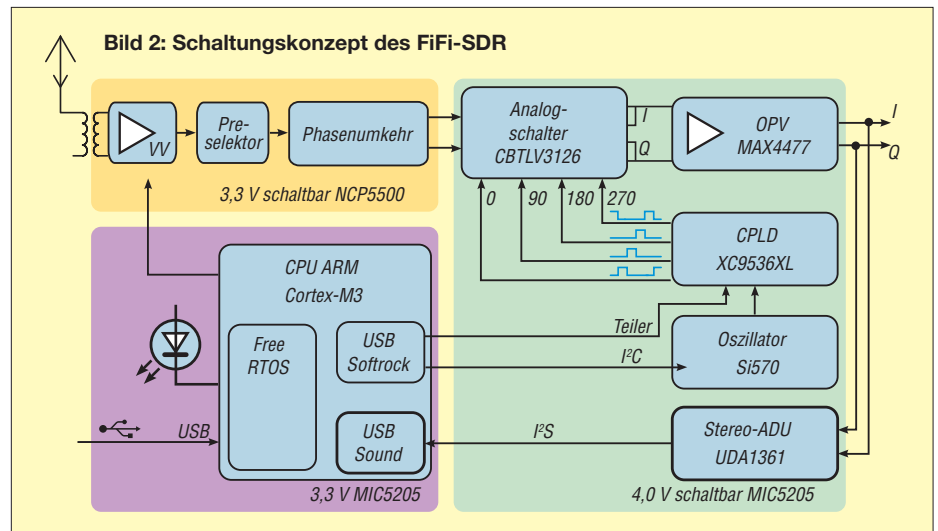 Bild 2: Schaltungskonzept des FiFi-SDR
VV
Pre-
selektor
Phasenumkehr
3,3 V schaltbar NCP5500
Analog-
schalter
CBTLV3126
I
Q
OPV
MAX4477
I
Q
0
90
180
270
CPLD
XC9536XL
CPU ARM
Cortex-M3
Free
RTOS
USB
Softrock
Teiler
I²C
Oszillator
Si570
USB
USB
Sound
I²S
Stereo-ADU
UDA1361
3,3 V MIC5205
4,0 V schaltbar MIC5205